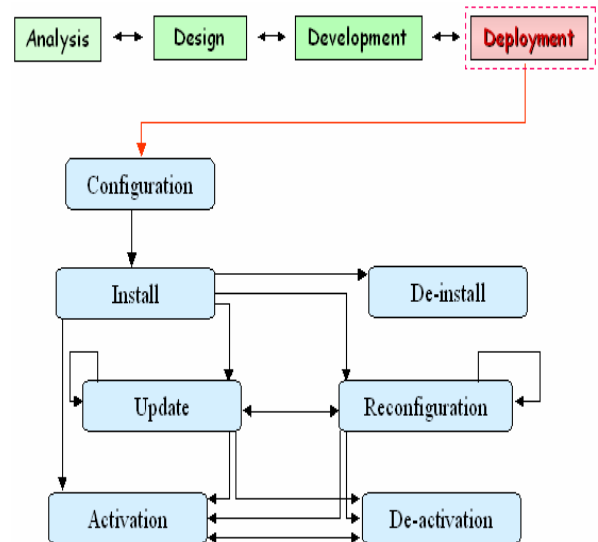 Analysis
Design
Development
Deployment
Configuration
Install
De-install
Update
Reconfiguration
Activation
De-activation